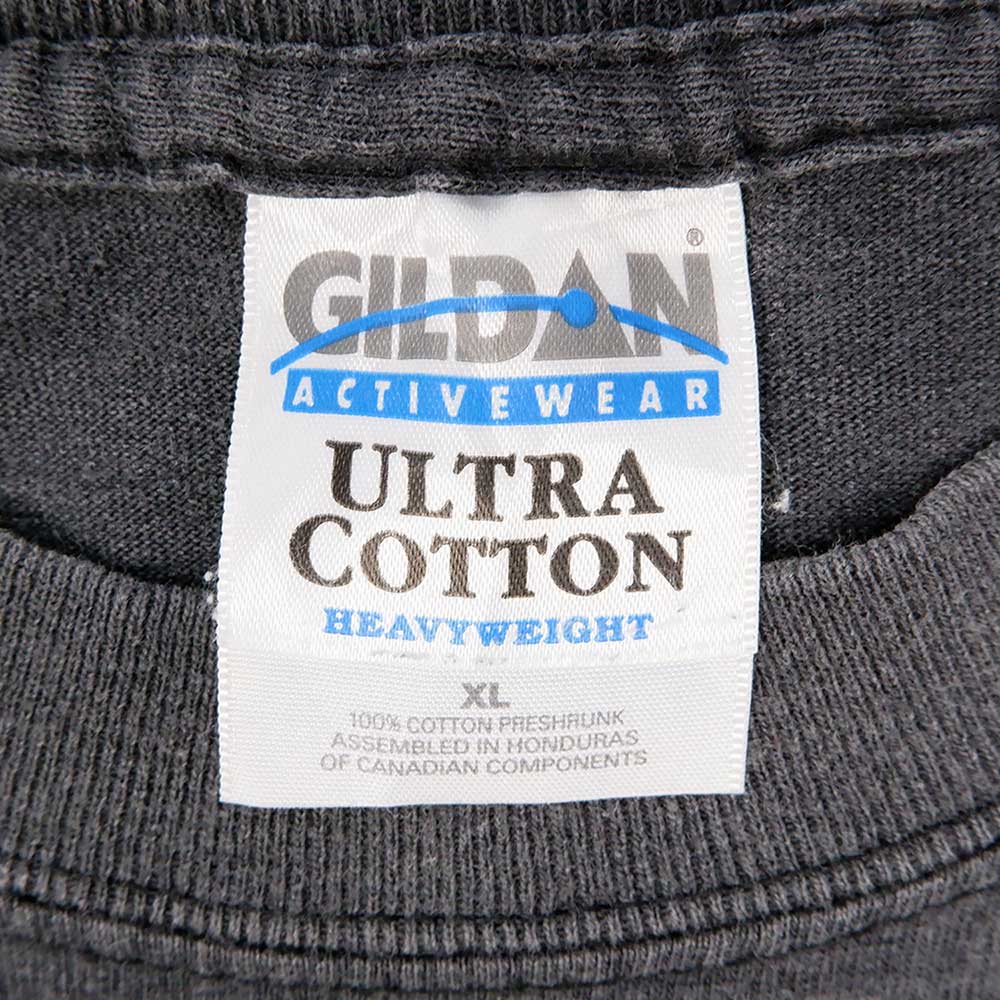 GILDAN®
ACTIVEWEAR
ULTRA
COTTON
HEAVYWEIGHT
XL
100% COTTON PRESHRUNK
ASSEMBLED IN HONDURAS
OF CANADIAN COMPONENTS